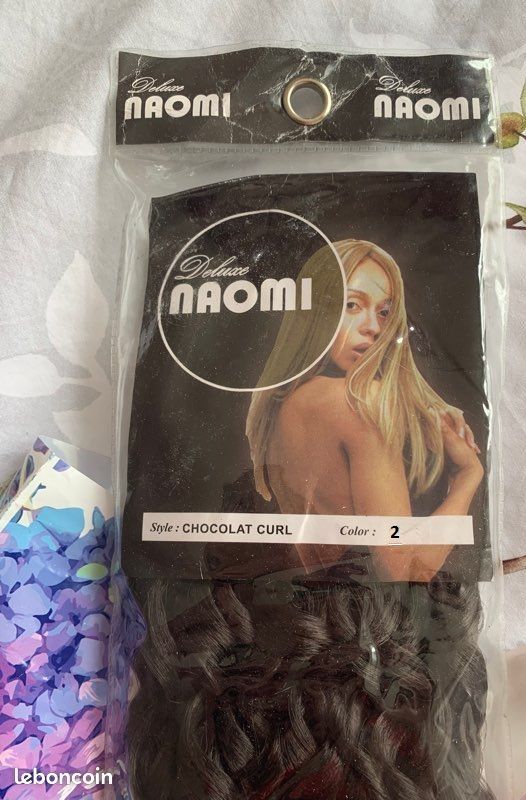 Deluxe
NAOMI
Deluxe
NAOMI
Deluxe
NAOMI
Style : CHOCOLAT CURL Color : 2
leboncoin